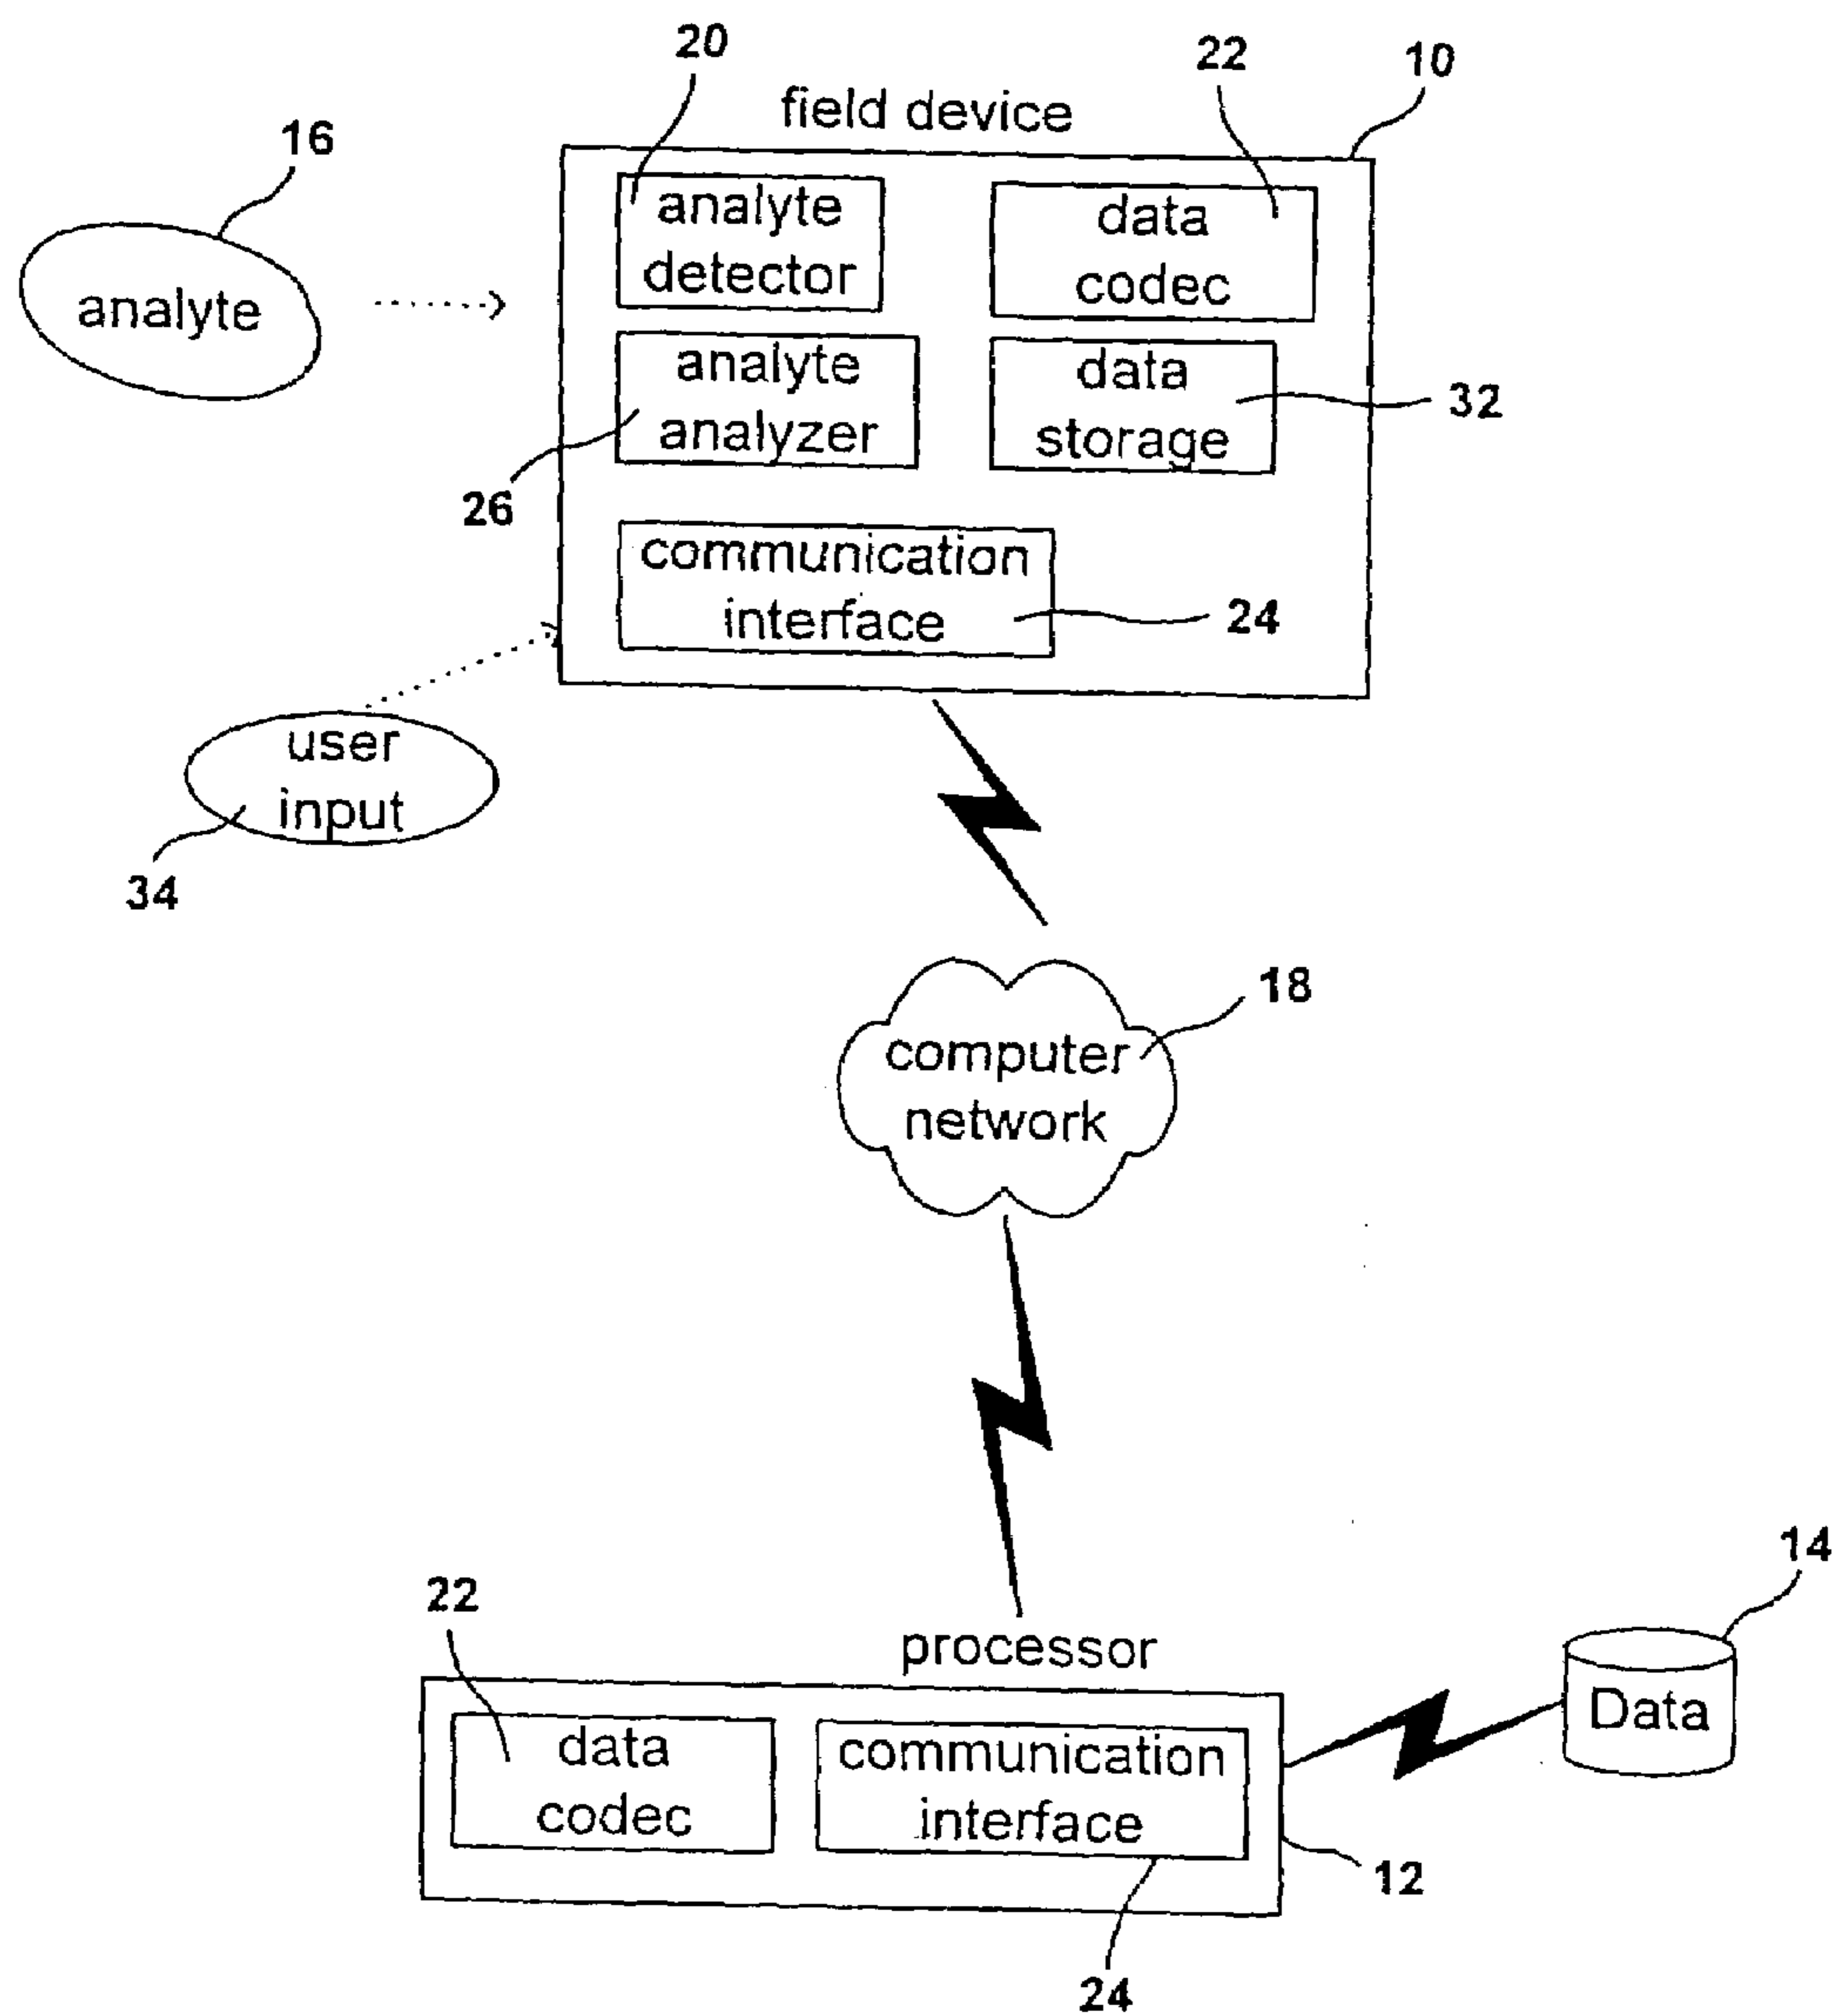 20
22
10
field device
16
analyte
detector
data
codec
analyte
analyte
analyzer
data
storage
32
26
communication
interface
24
user
input
34
18
computer
network
14
22
processor
Data
data
codec
communication
interface
12
24